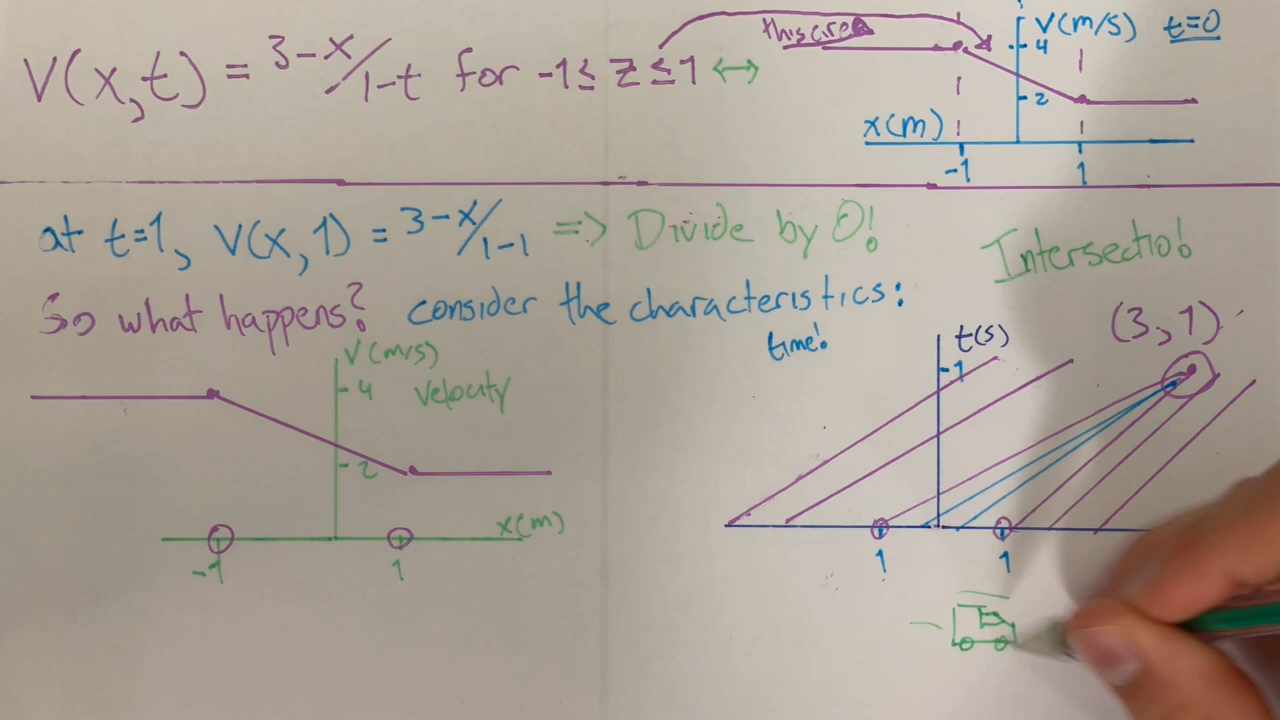 V(x,t) = 3-x/1-t for -1 ≤ z ≤ 1 ↔
this area
V(m/s) t=0
4
2
x(m)
-1 1
at t=1, V(x,1) = 3-x/1-1 => Divide by 0!
Intersectio!
So what happens? consider the characteristics:
time!
V(m/s)
4 Velocity
2
x(m)
-1 1
t(s)
(3,1)
1
1 1